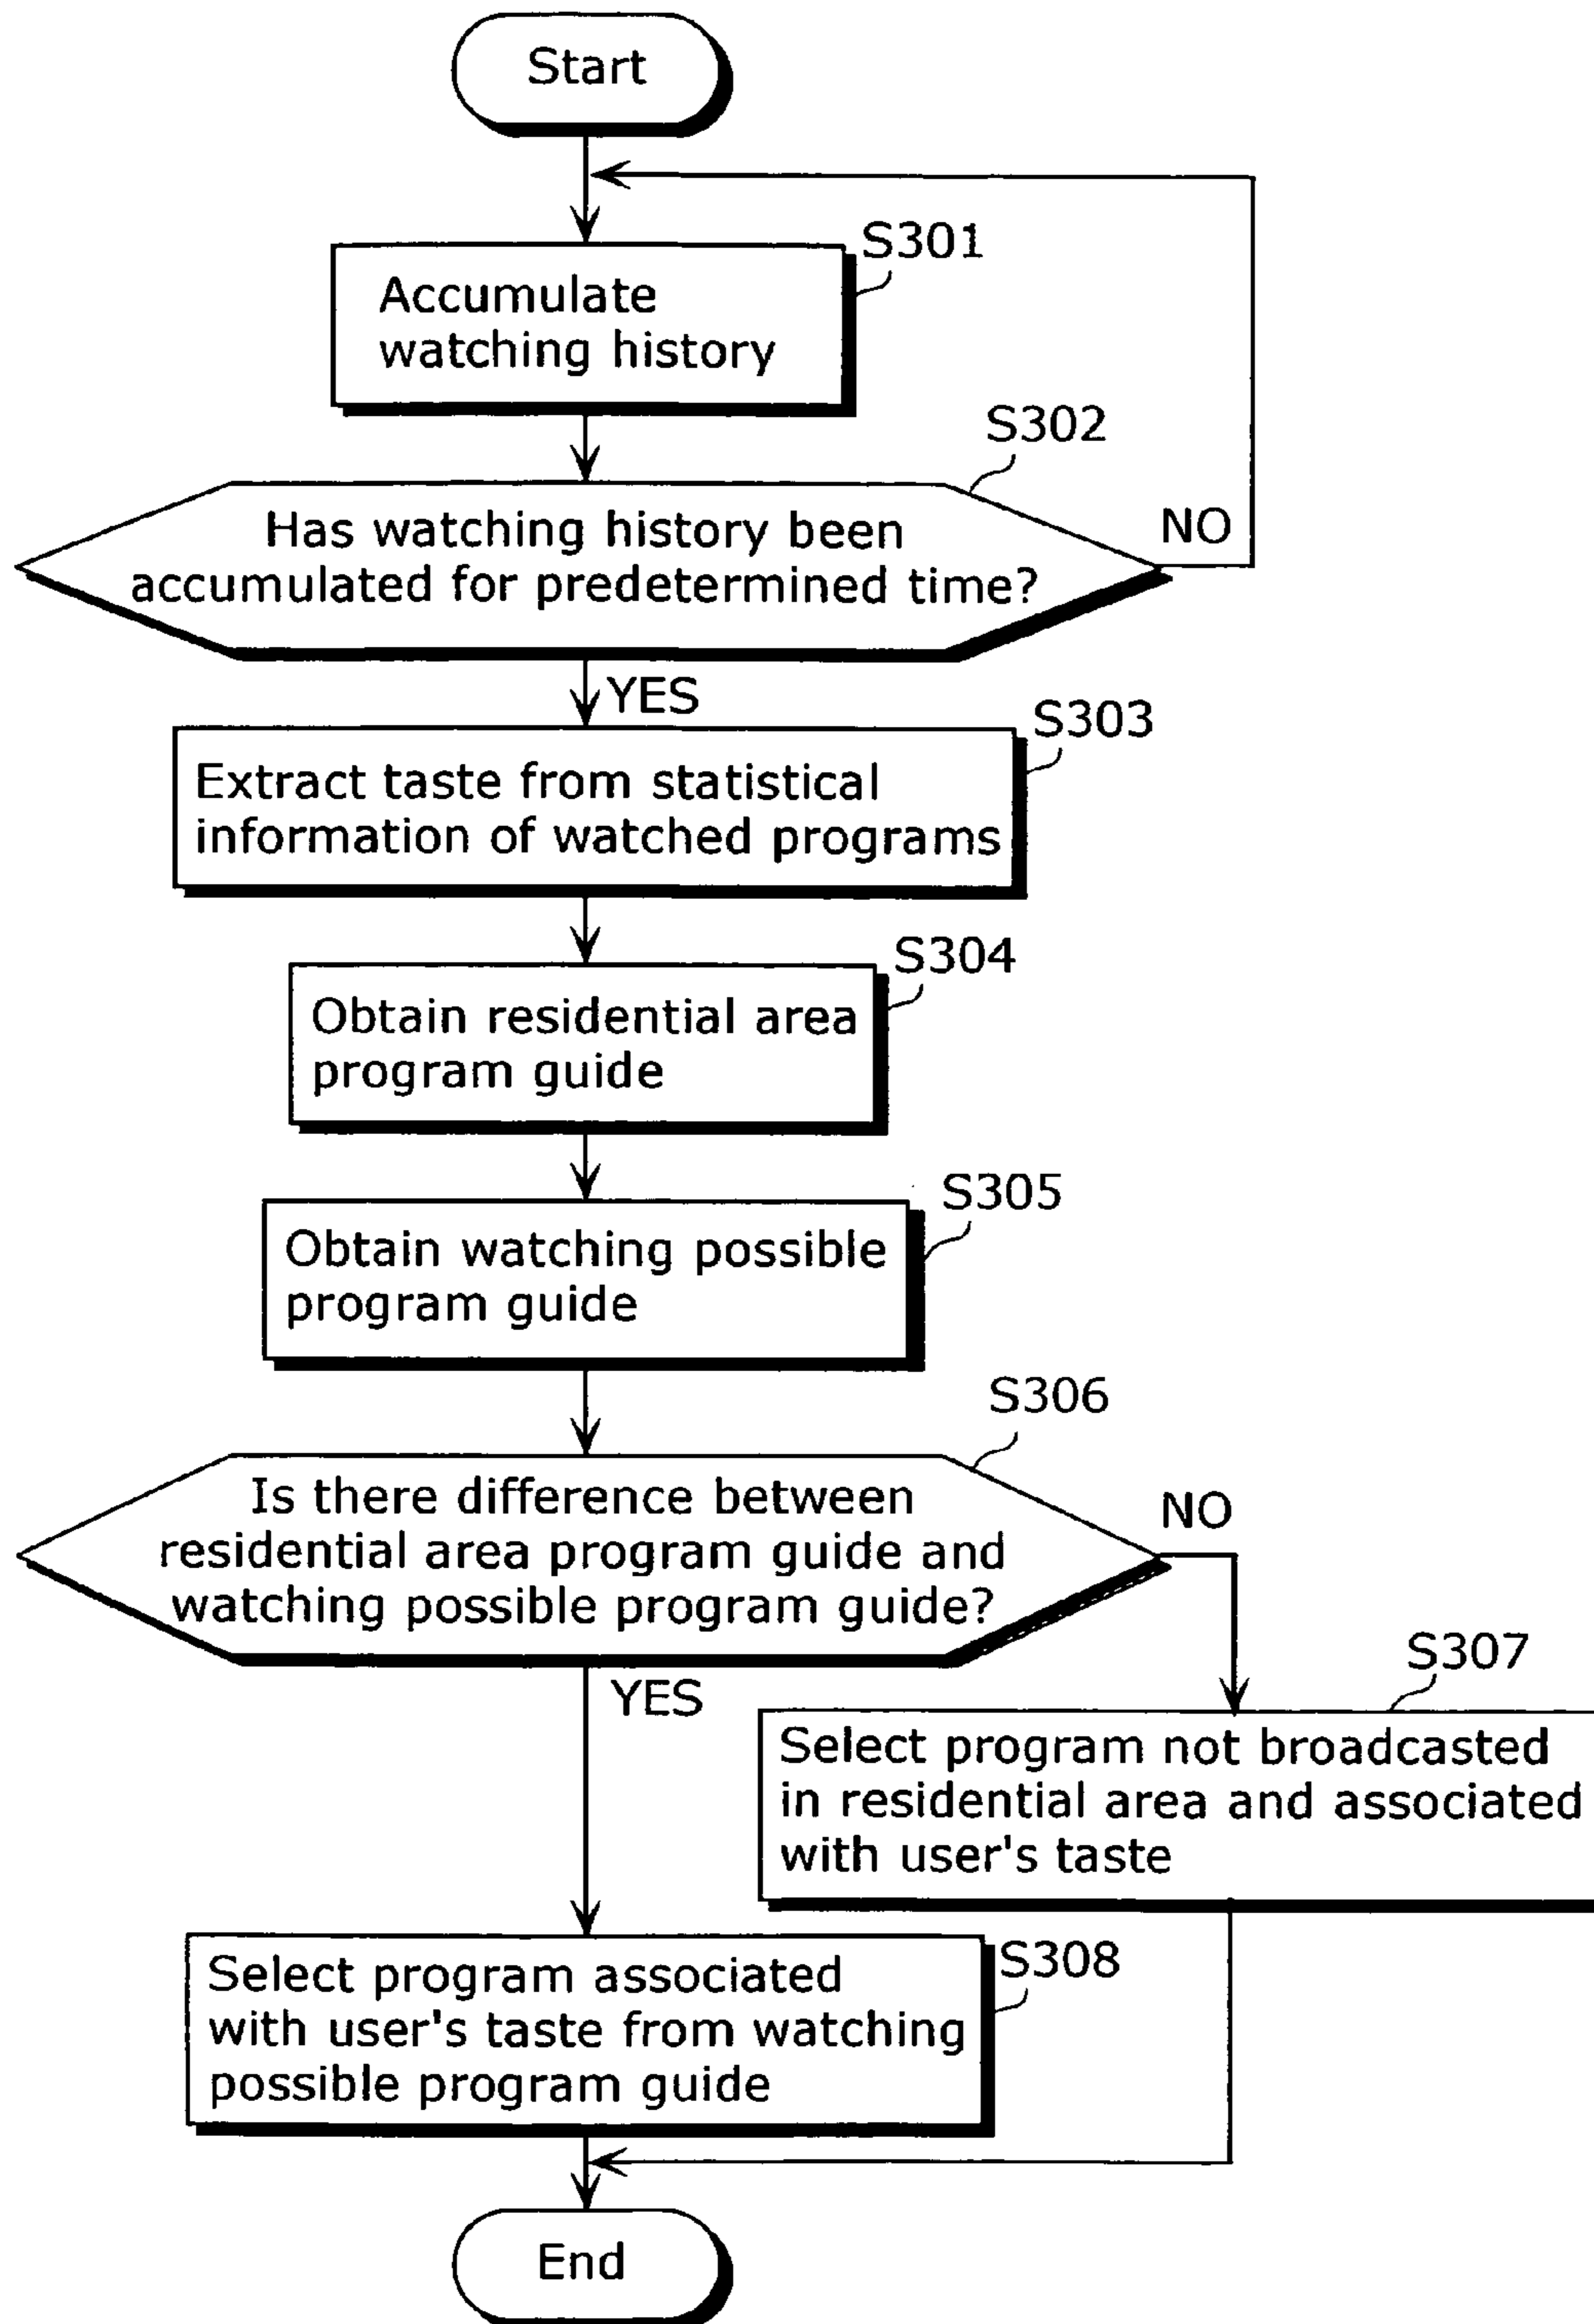 Start
S301
Accumulate
watching history
S302
Has watching history been
accumulated for predetermined time?
NO
YES
S303
Extract taste from statistical
information of watched programs
S304
Obtain residential area
program guide
S305
Obtain watching possible
program guide
S306
Is there difference between
residential area program guide and
watching possible program guide?
NO
YES
S307
Select program not broadcasted
in residential area and associated
with user's taste
S308
Select program associated
with user's taste from watching
possible program guide
End